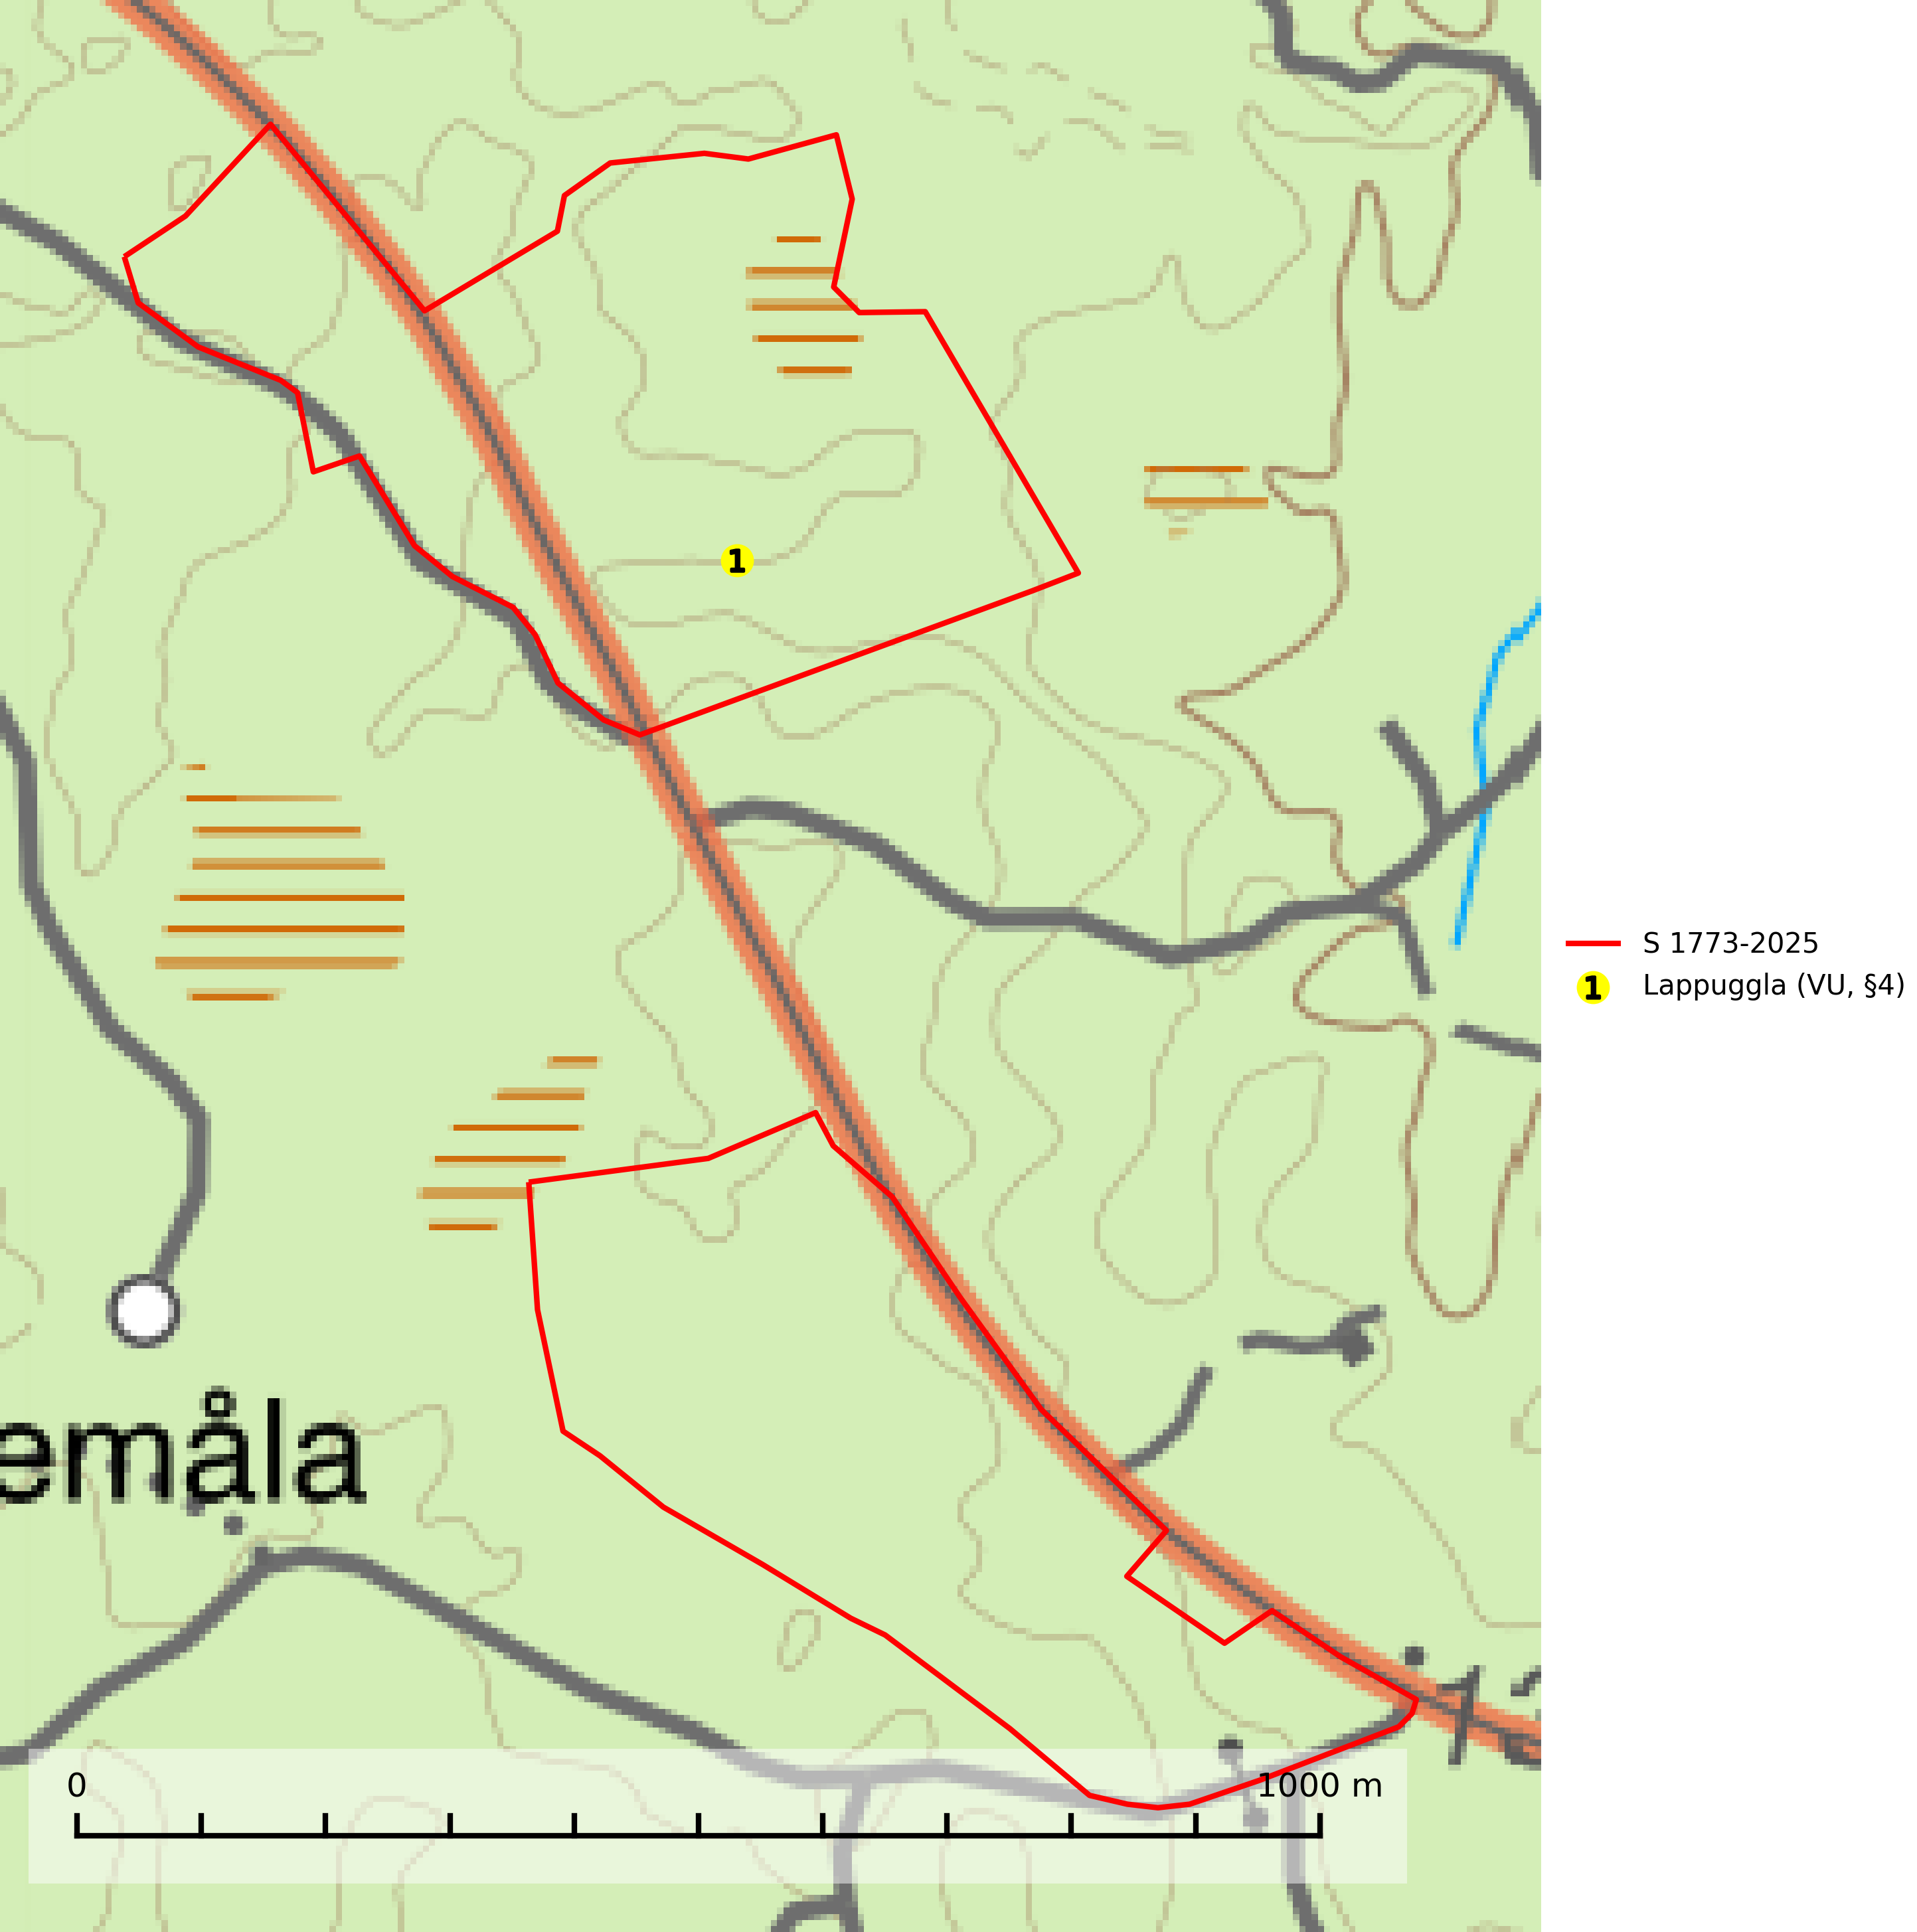 1
S 1773-2025
1 Lappuggla (VU, §4)
emåla
0 1000 m